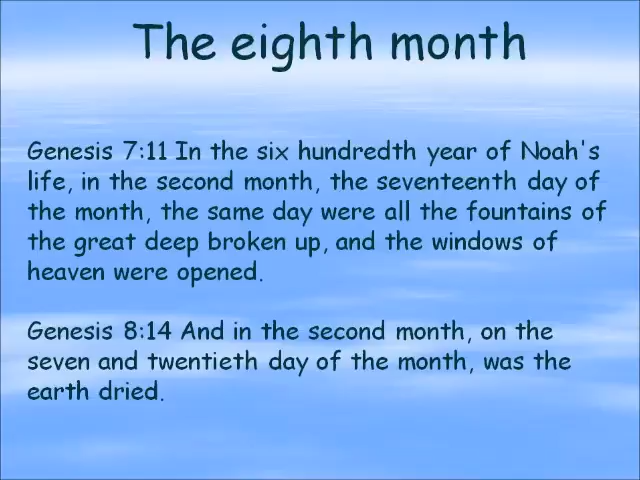 The eighth month
Genesis 7:11 In the six hundredth year of Noah's
life, in the second month, the seventeenth day of
the month, the same day were all the fountains of
the great deep broken up, and the windows of
heaven were opened.
Genesis 8:14 And in the second month, on the
seven and twentieth day of the month, was the
earth dried.